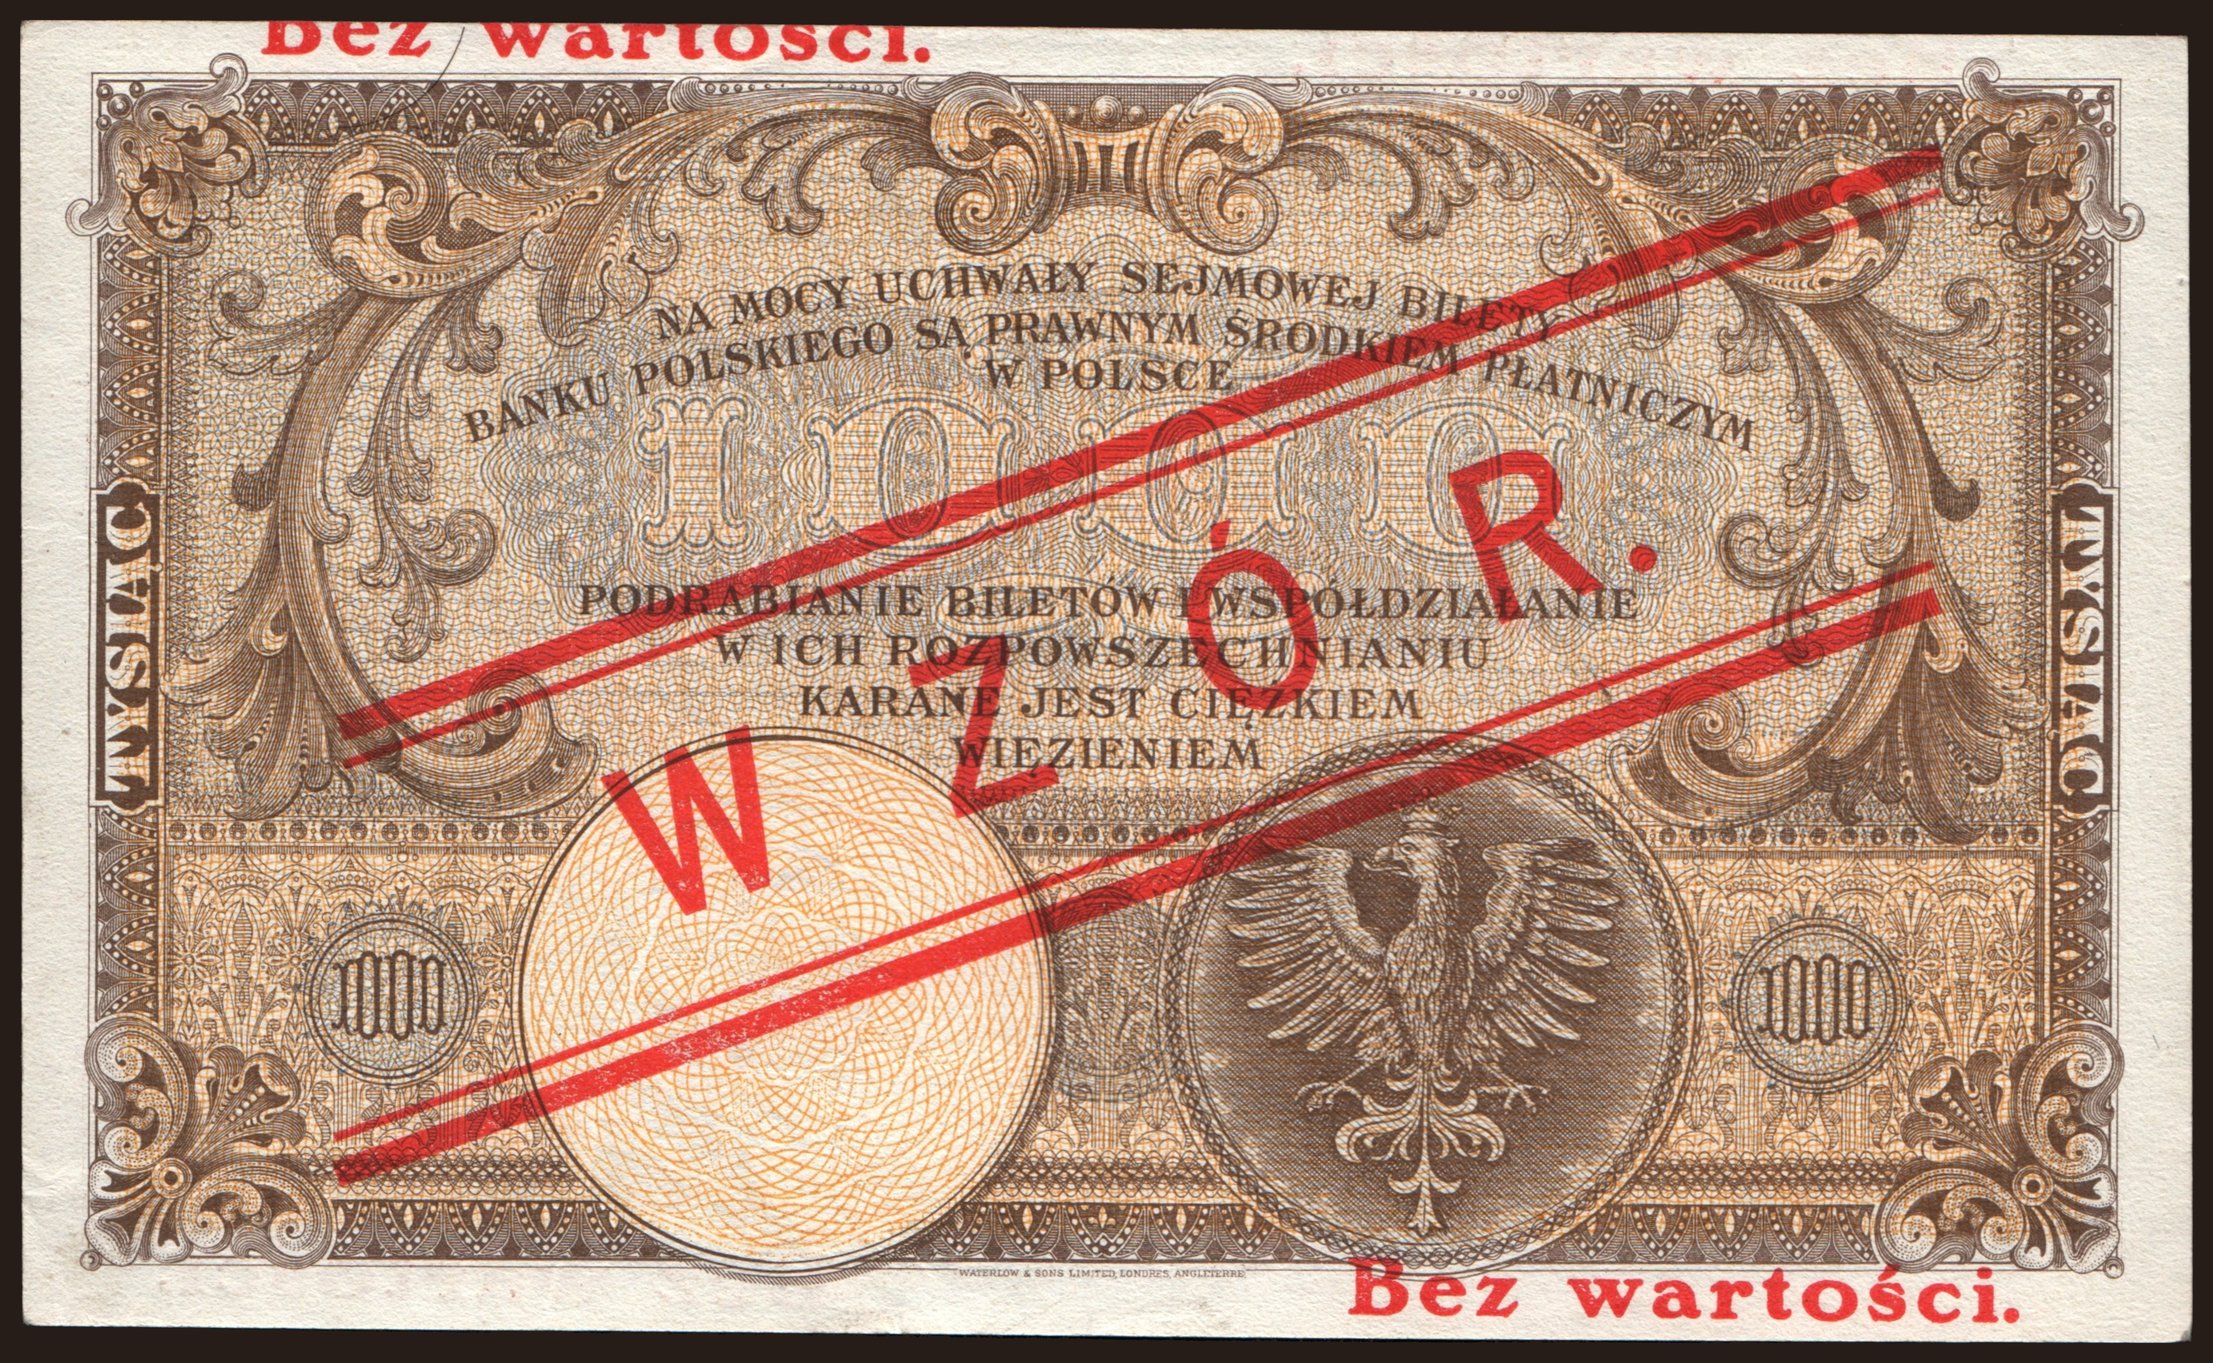 Bez wartości.
NA MOCY UCHWAŁY SEJMOWEJ BILETY
BANKU POLSKIEGO SĄ PRAWNYM ŚRODKIEM PŁATNICZYM
W POLSCE
1000
PODRABIANIE BILETÓW I WSPÓŁDZIAŁANIE
W ICH ROZPOWSZECHNIANIU
KARANE JEST CIĘŻKIEM
WIĘZIENIEM
WZÓR.
TYSIĄC
TYSIĄC
1000
1000
WATERLOW & SONS LIMITED, LONDRES, ANGLETERRE.
Bez wartości.